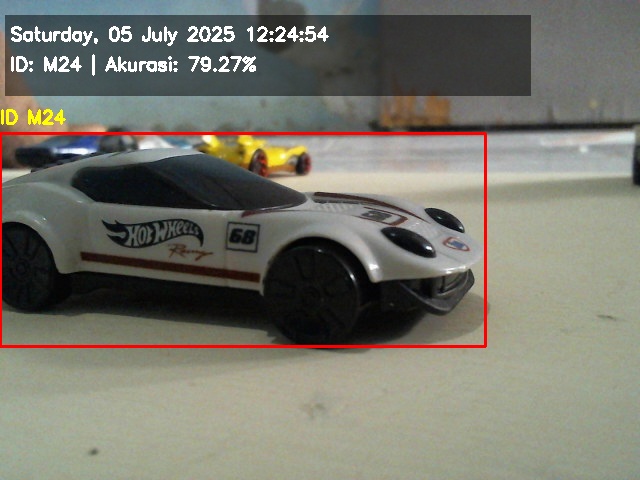 Saturday, 05 July 2025 12:24:54
ID: M24 | Akurasi: 79.27%
ID M24
HOT WHEELS
Racing
68